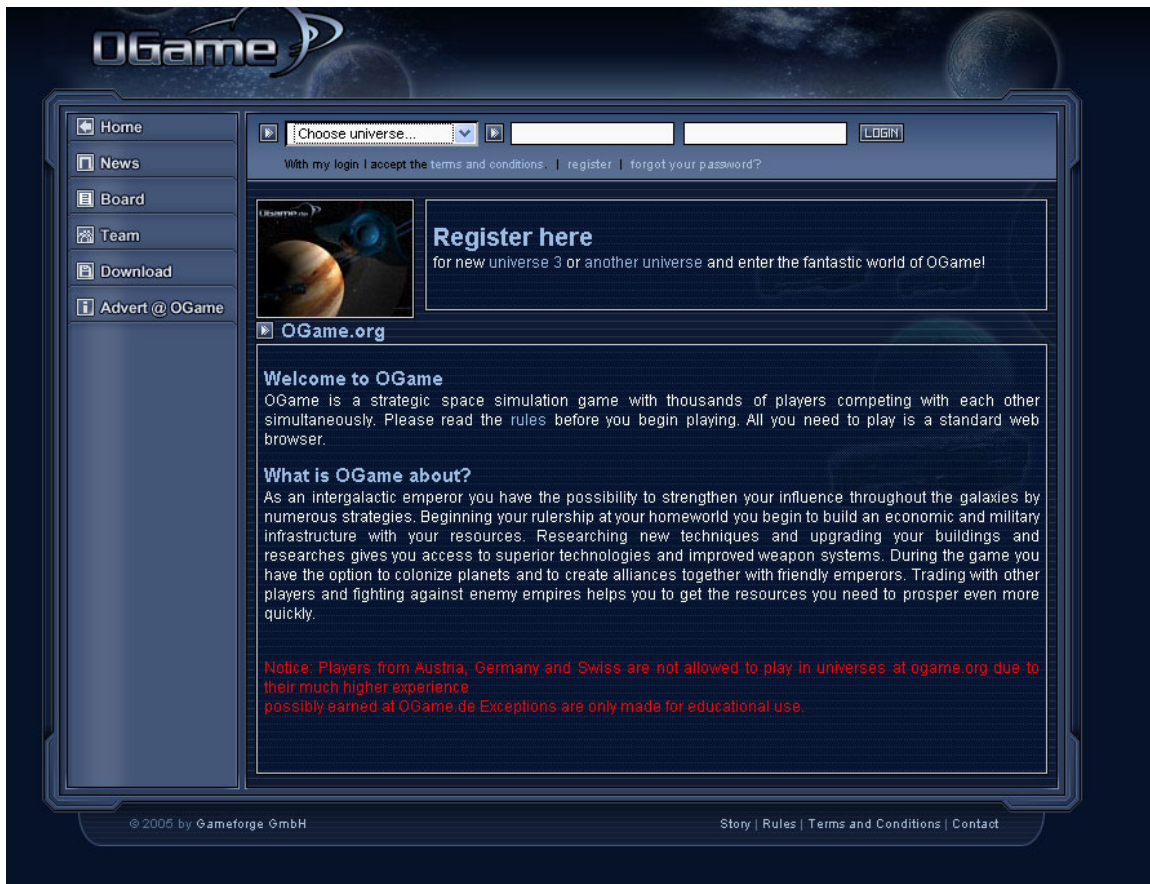 OGame
Home
News
Board
Team
Download
Advert @ OGame
Choose universe...
LOGIN
With my login I accept the terms and conditions. | register | forgot your password?
OGame.de
Register here
for new universe 3 or another universe and enter the fantastic world of OGame!
OGame.org
Welcome to OGame
OGame is a strategic space simulation game with thousands of players competing with each other
simultaneously. Please read the rules before you begin playing. All you need to play is a standard web
browser.
What is OGame about?
As an intergalactic emperor you have the possibility to strengthen your influence throughout the galaxies by
numerous strategies. Beginning your rulership at your homeworld you begin to build an economic and military
infrastructure with your resources. Researching new techniques and upgrading your buildings and
researches gives you access to superior technologies and improved weapon systems. During the game you
have the option to colonize planets and to create alliances together with friendly emperors. Trading with other
players and fighting against enemy empires helps you to get the resources you need to prosper even more
quickly.
Notice: Players from Austria, Germany and Swiss are not allowed to play in universes at ogame.org due to
their much higher experience
possibly earned at OGame.de Exceptions are only made for educational use.
© 2005 by Gameforge GmbH
Story | Rules | Terms and Conditions | Contact